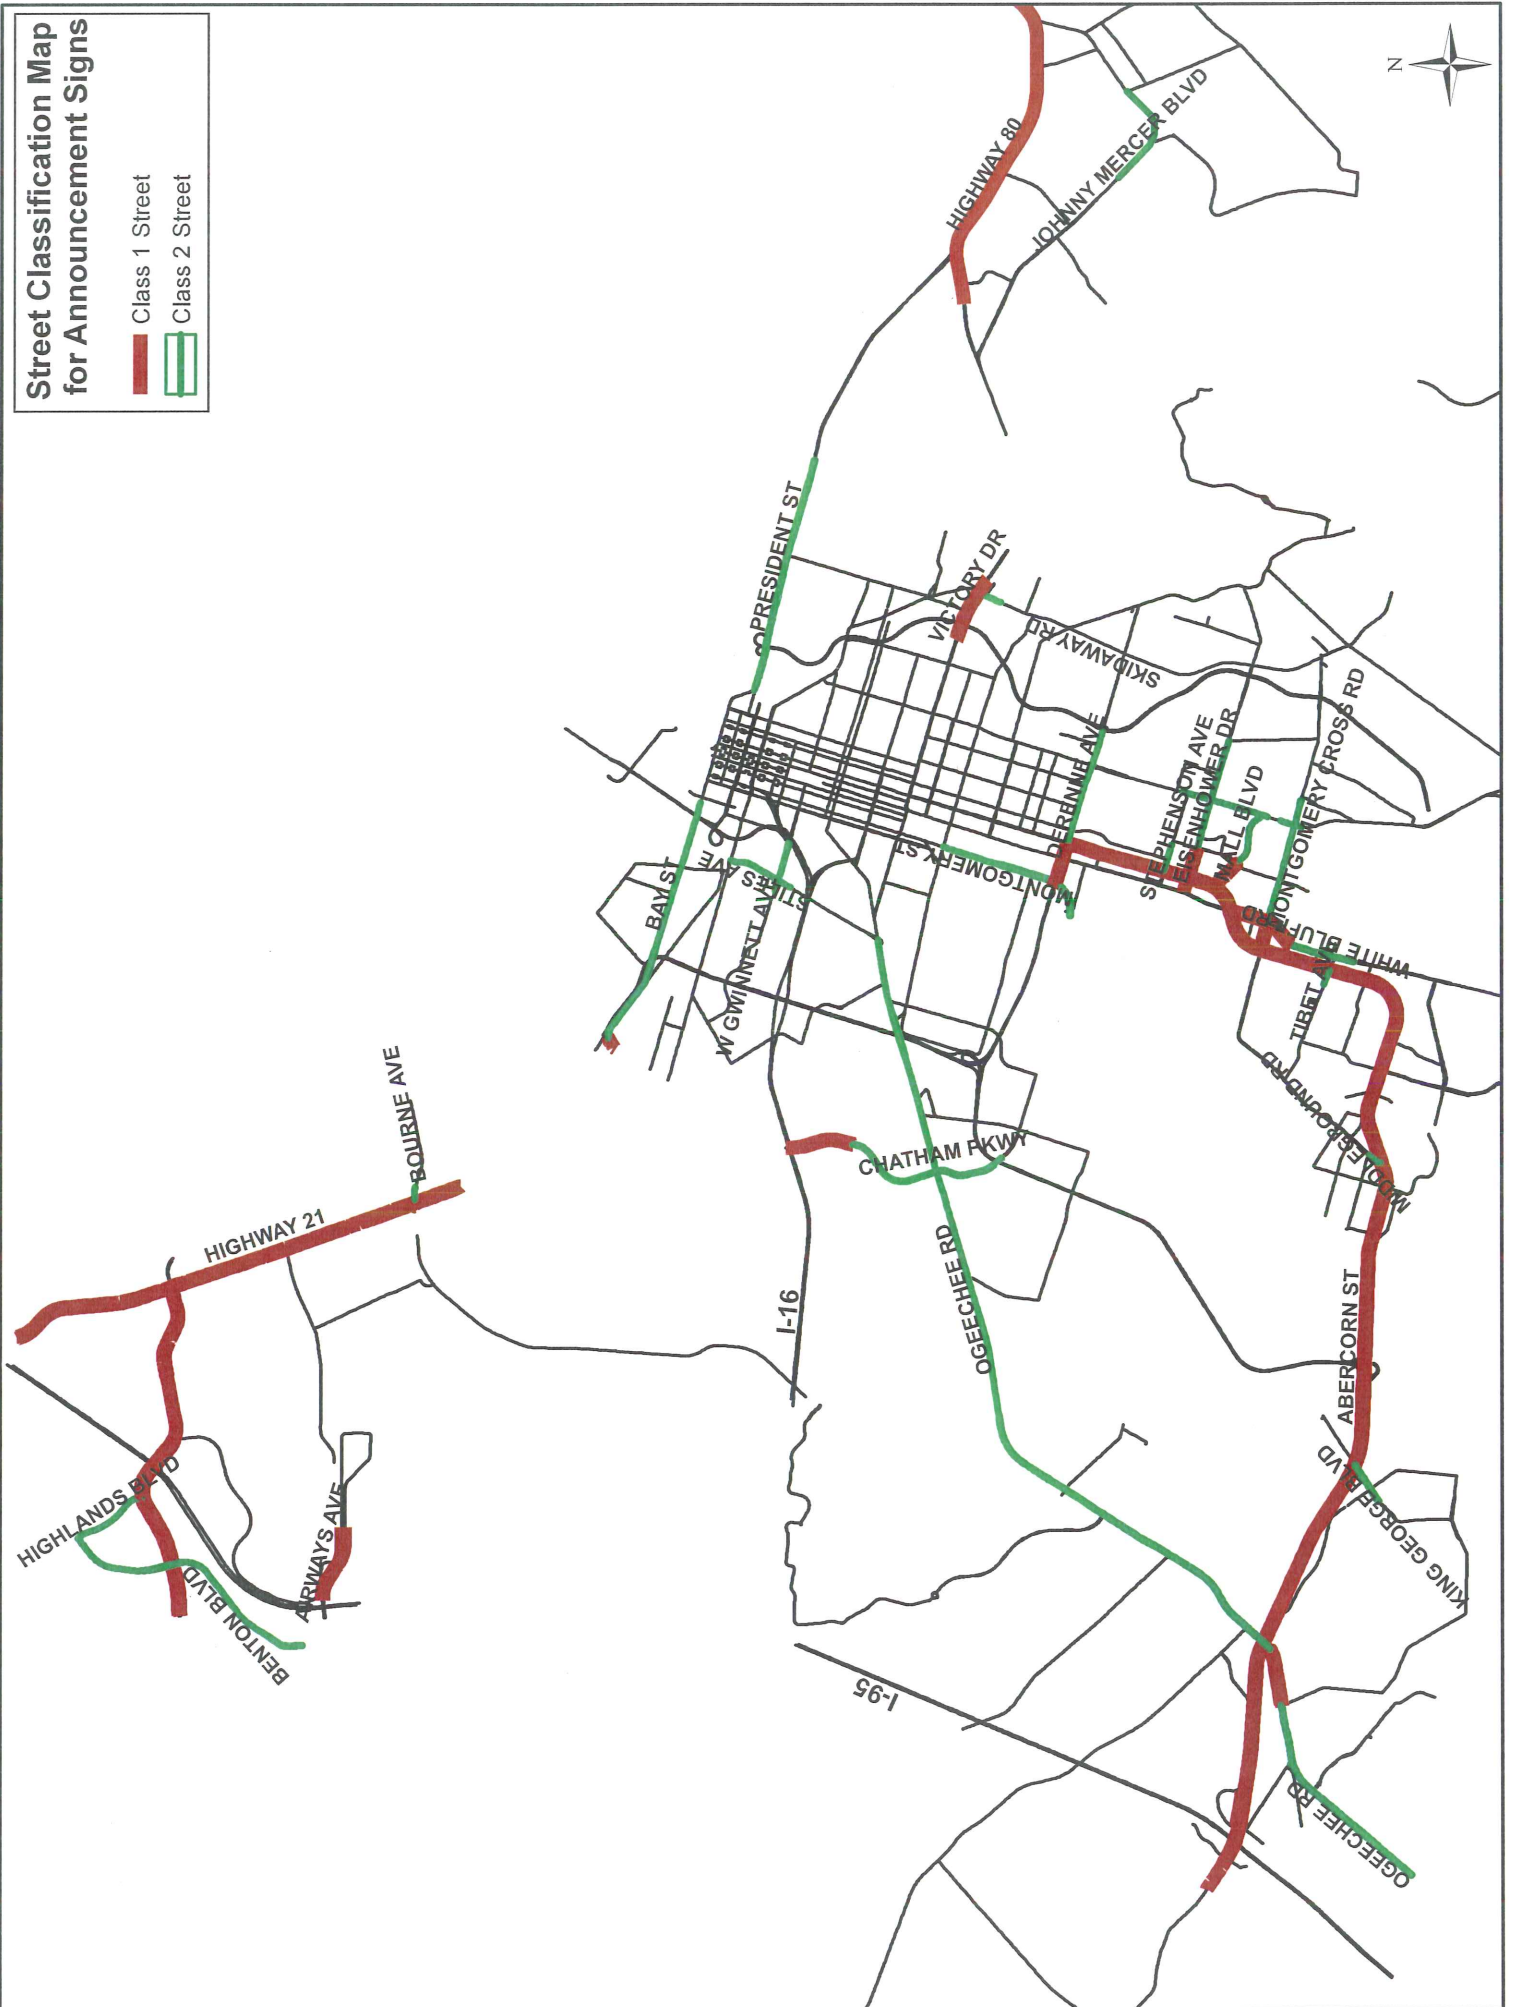 Street Classification Map
for Announcement Signs
Class 1 Street
Class 2 Street
N
HIGHWAY 80
JOHNNY MERCER BLVD
PRESIDENT ST
VICTORY DR
SKIDAWAY RD
DERENNE AVE
STEPHENSON AVE
EISENHOWER DR
MALL BLVD
MONTGOMERY CROSS RD
MONTGOMERY ST
BAY ST
STILES AVE
W GWINNETT AVE
WHITE BLUFF RD
TIBET AVE
MIDDLEGROUND RD
BOURNE AVE
HIGHWAY 21
CHATHAM PKWY
OGEECHEE RD
I-16
ABERCORN ST
KING GEORGE BLVD
HIGHLANDS BLVD
BENTON BLVD
AIRWAYS AVE
I-95
OGEECHEE RD